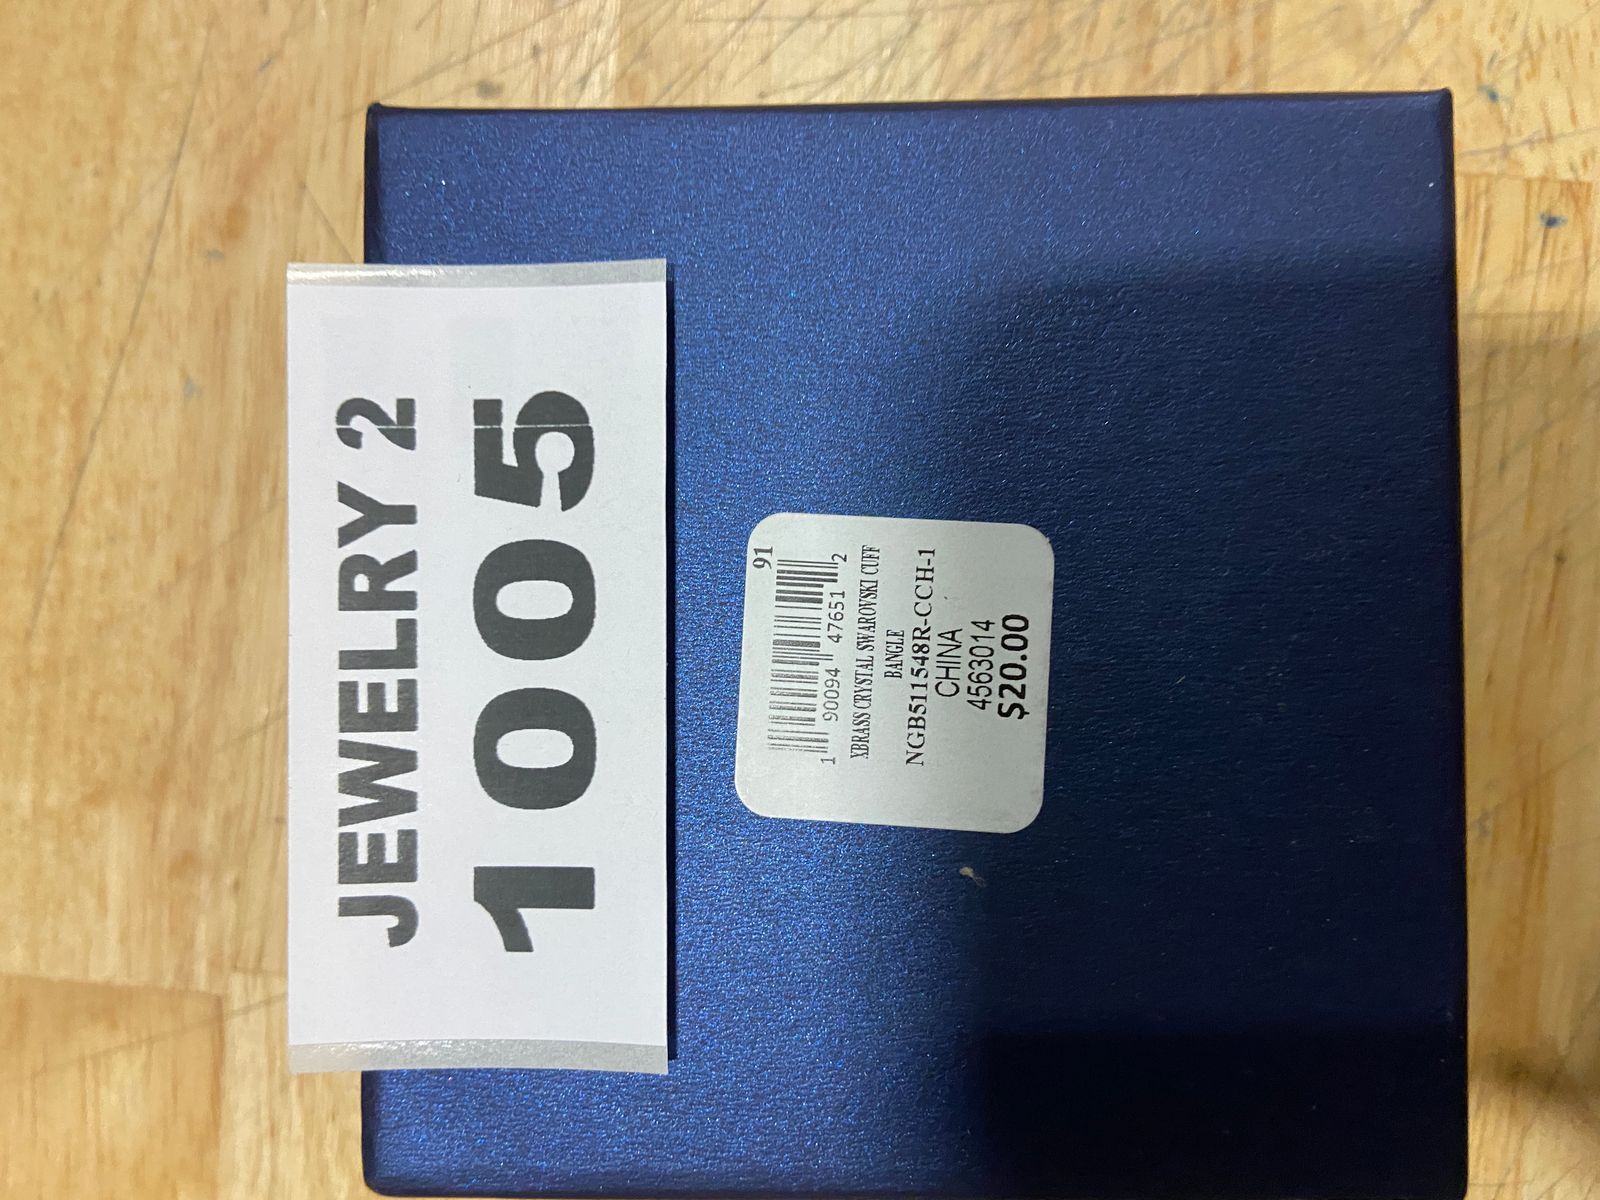 JEWELRY 2
1005
91
1 90094 47651 2
XBRASS CRYSTAL SWAROVSKI CUFF
BANGLE
NGB511548R-CCH-1
CHINA
4563014
$20.00